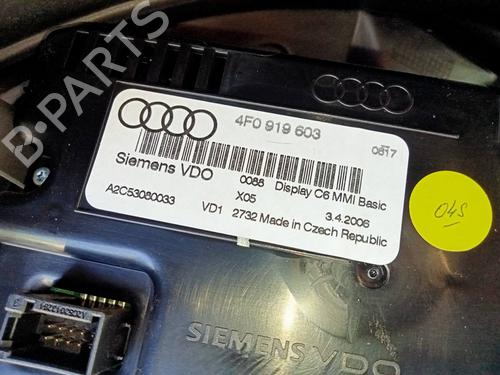 B-PARTS
4F0 919 603
0617
Siemens VDO
0088 Display C6 MMI Basic
A2C53080033
X05
3.4.2006
VD1 2732 Made in Czech Republic
04S
SIEMENS VDO